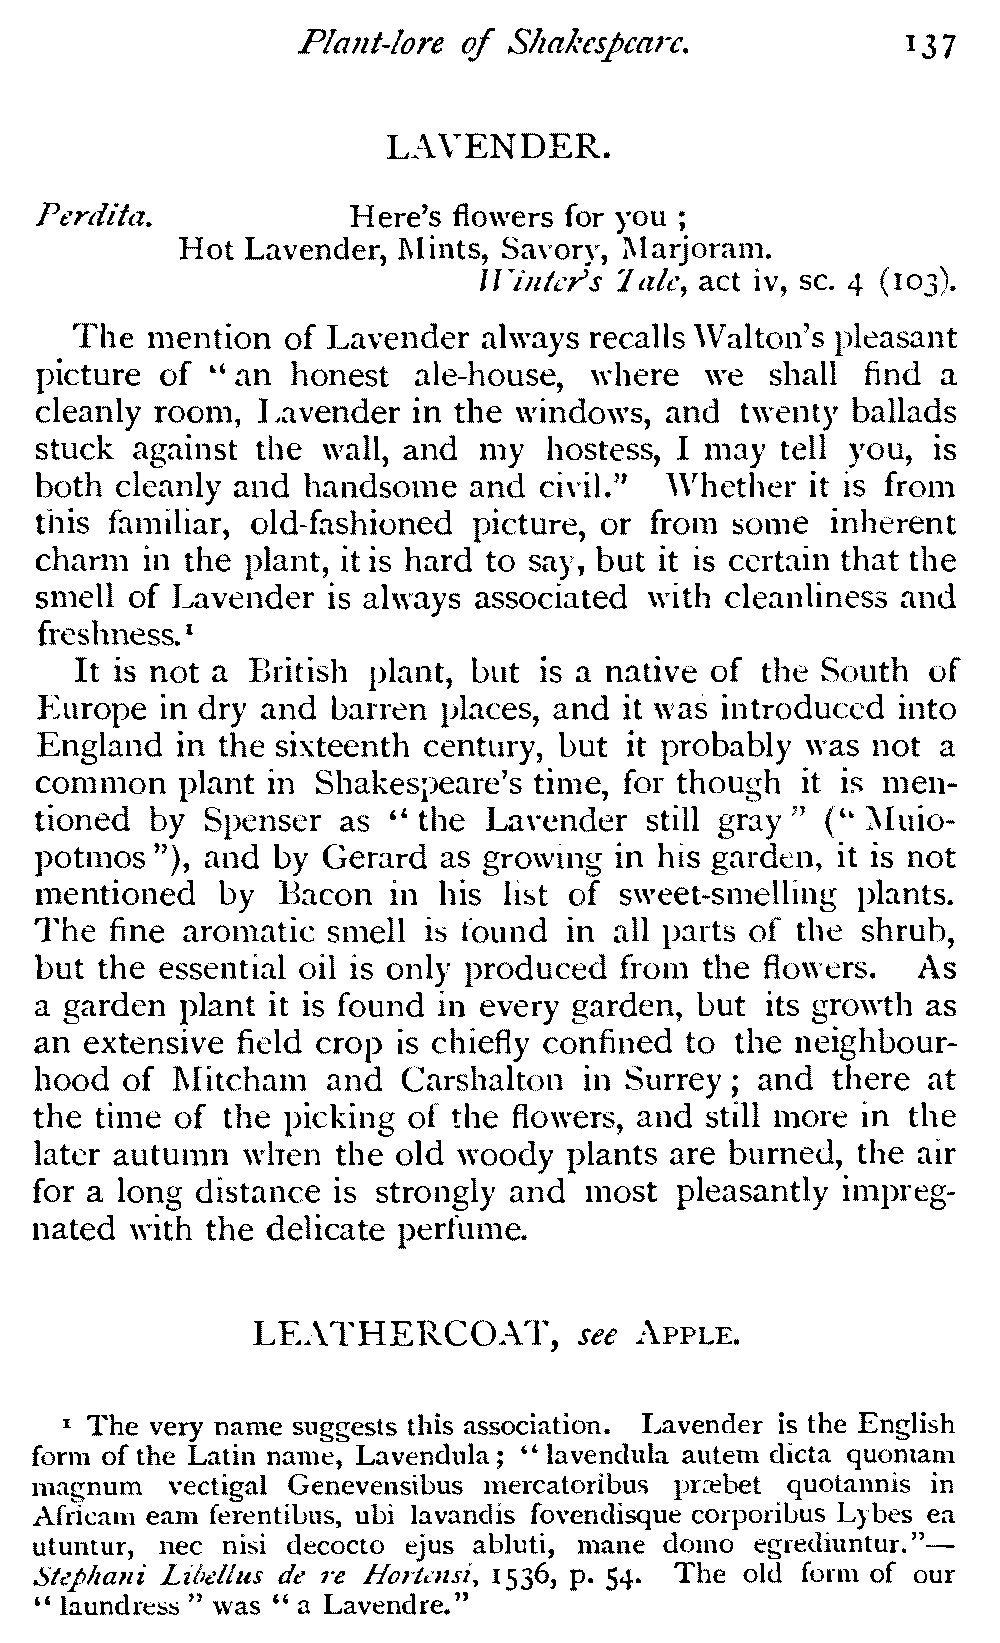 Plant-lore of Shakespeare. 137
LAVENDER.
Perdita. Here's flowers for you ;
Hot Lavender, Mints, Savory, Marjoram.
Winter's Tale, act iv, sc. 4 (103).
The mention of Lavender always recalls Walton's pleasant
picture of “an honest ale-house, where we shall find a
cleanly room, Lavender in the windows, and twenty ballads
stuck against the wall, and my hostess, I may tell you, is
both cleanly and handsome and civil.” Whether it is from
this familiar, old-fashioned picture, or from some inherent
charm in the plant, it is hard to say, but it is certain that the
smell of Lavender is always associated with cleanliness and
freshness.¹
It is not a British plant, but is a native of the South of
Europe in dry and barren places, and it was introduced into
England in the sixteenth century, but it probably was not a
common plant in Shakespeare's time, for though it is men-
tioned by Spenser as “the Lavender still gray” (“Muio-
potmos”), and by Gerard as growing in his garden, it is not
mentioned by Bacon in his list of sweet-smelling plants.
The fine aromatic smell is found in all parts of the shrub,
but the essential oil is only produced from the flowers. As
a garden plant it is found in every garden, but its growth as
an extensive field crop is chiefly confined to the neighbour-
hood of Mitcham and Carshalton in Surrey; and there at
the time of the picking of the flowers, and still more in the
later autumn when the old woody plants are burned, the air
for a long distance is strongly and most pleasantly impreg-
nated with the delicate perfume.
LEATHERCOAT, see APPLE.
¹ The very name suggests this association. Lavender is the English
form of the Latin name, Lavendula; “lavendula autem dicta quoniam
magnum vectigal Genevensibus mercatoribus præbet quotannis in
Africam eam ferentibus, ubi lavandis fovendisque corporibus Lybes ea
utuntur, nec nisi decocto ejus abluti, mane domo egrediuntur.”—
Stephani Libellus de re Hortensi, 1536, p. 54. The old form of our
“laundress” was “a Lavendre.”